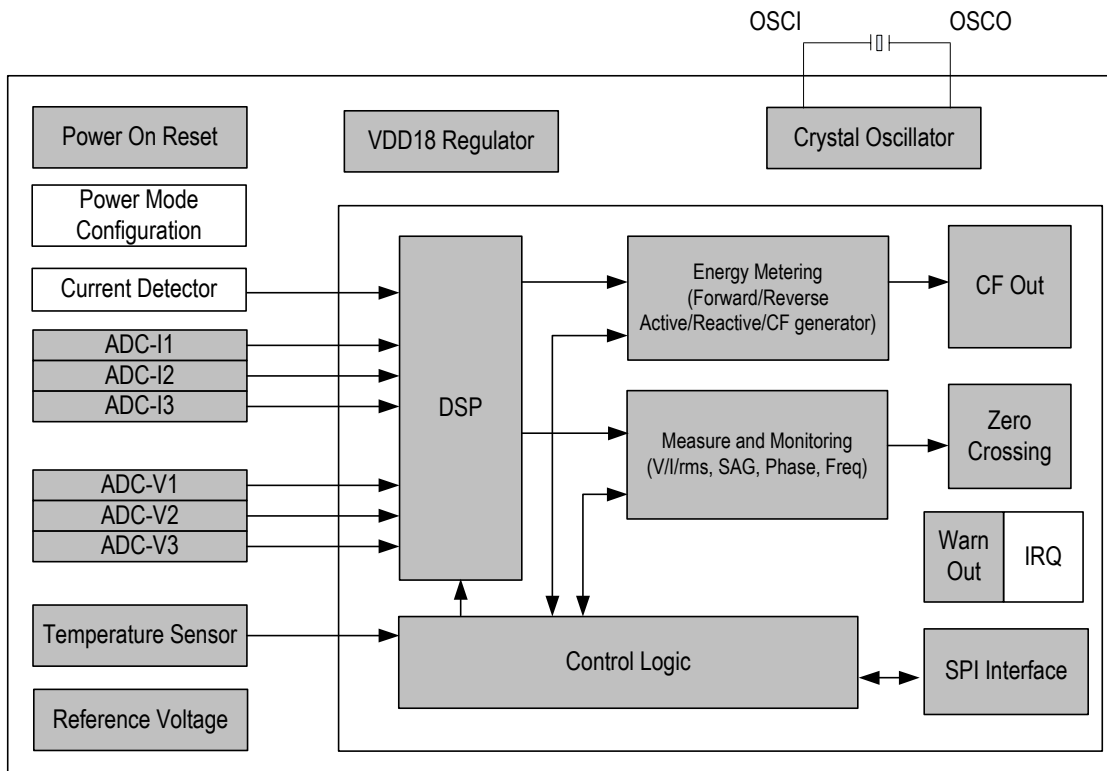 OSCI
OSCO
Power On Reset
VDD18 Regulator
Crystal Oscillator
Power Mode
Configuration
Current Detector
ADC-I1
ADC-I2
ADC-I3
ADC-V1
ADC-V2
ADC-V3
Temperature Sensor
Reference Voltage
DSP
Energy Metering
(Forward/Reverse
Active/Reactive/CF generator)
CF Out
Measure and Monitoring
(V/I/rms, SAG, Phase, Freq)
Zero
Crossing
Warn
Out
IRQ
Control Logic
SPI Interface